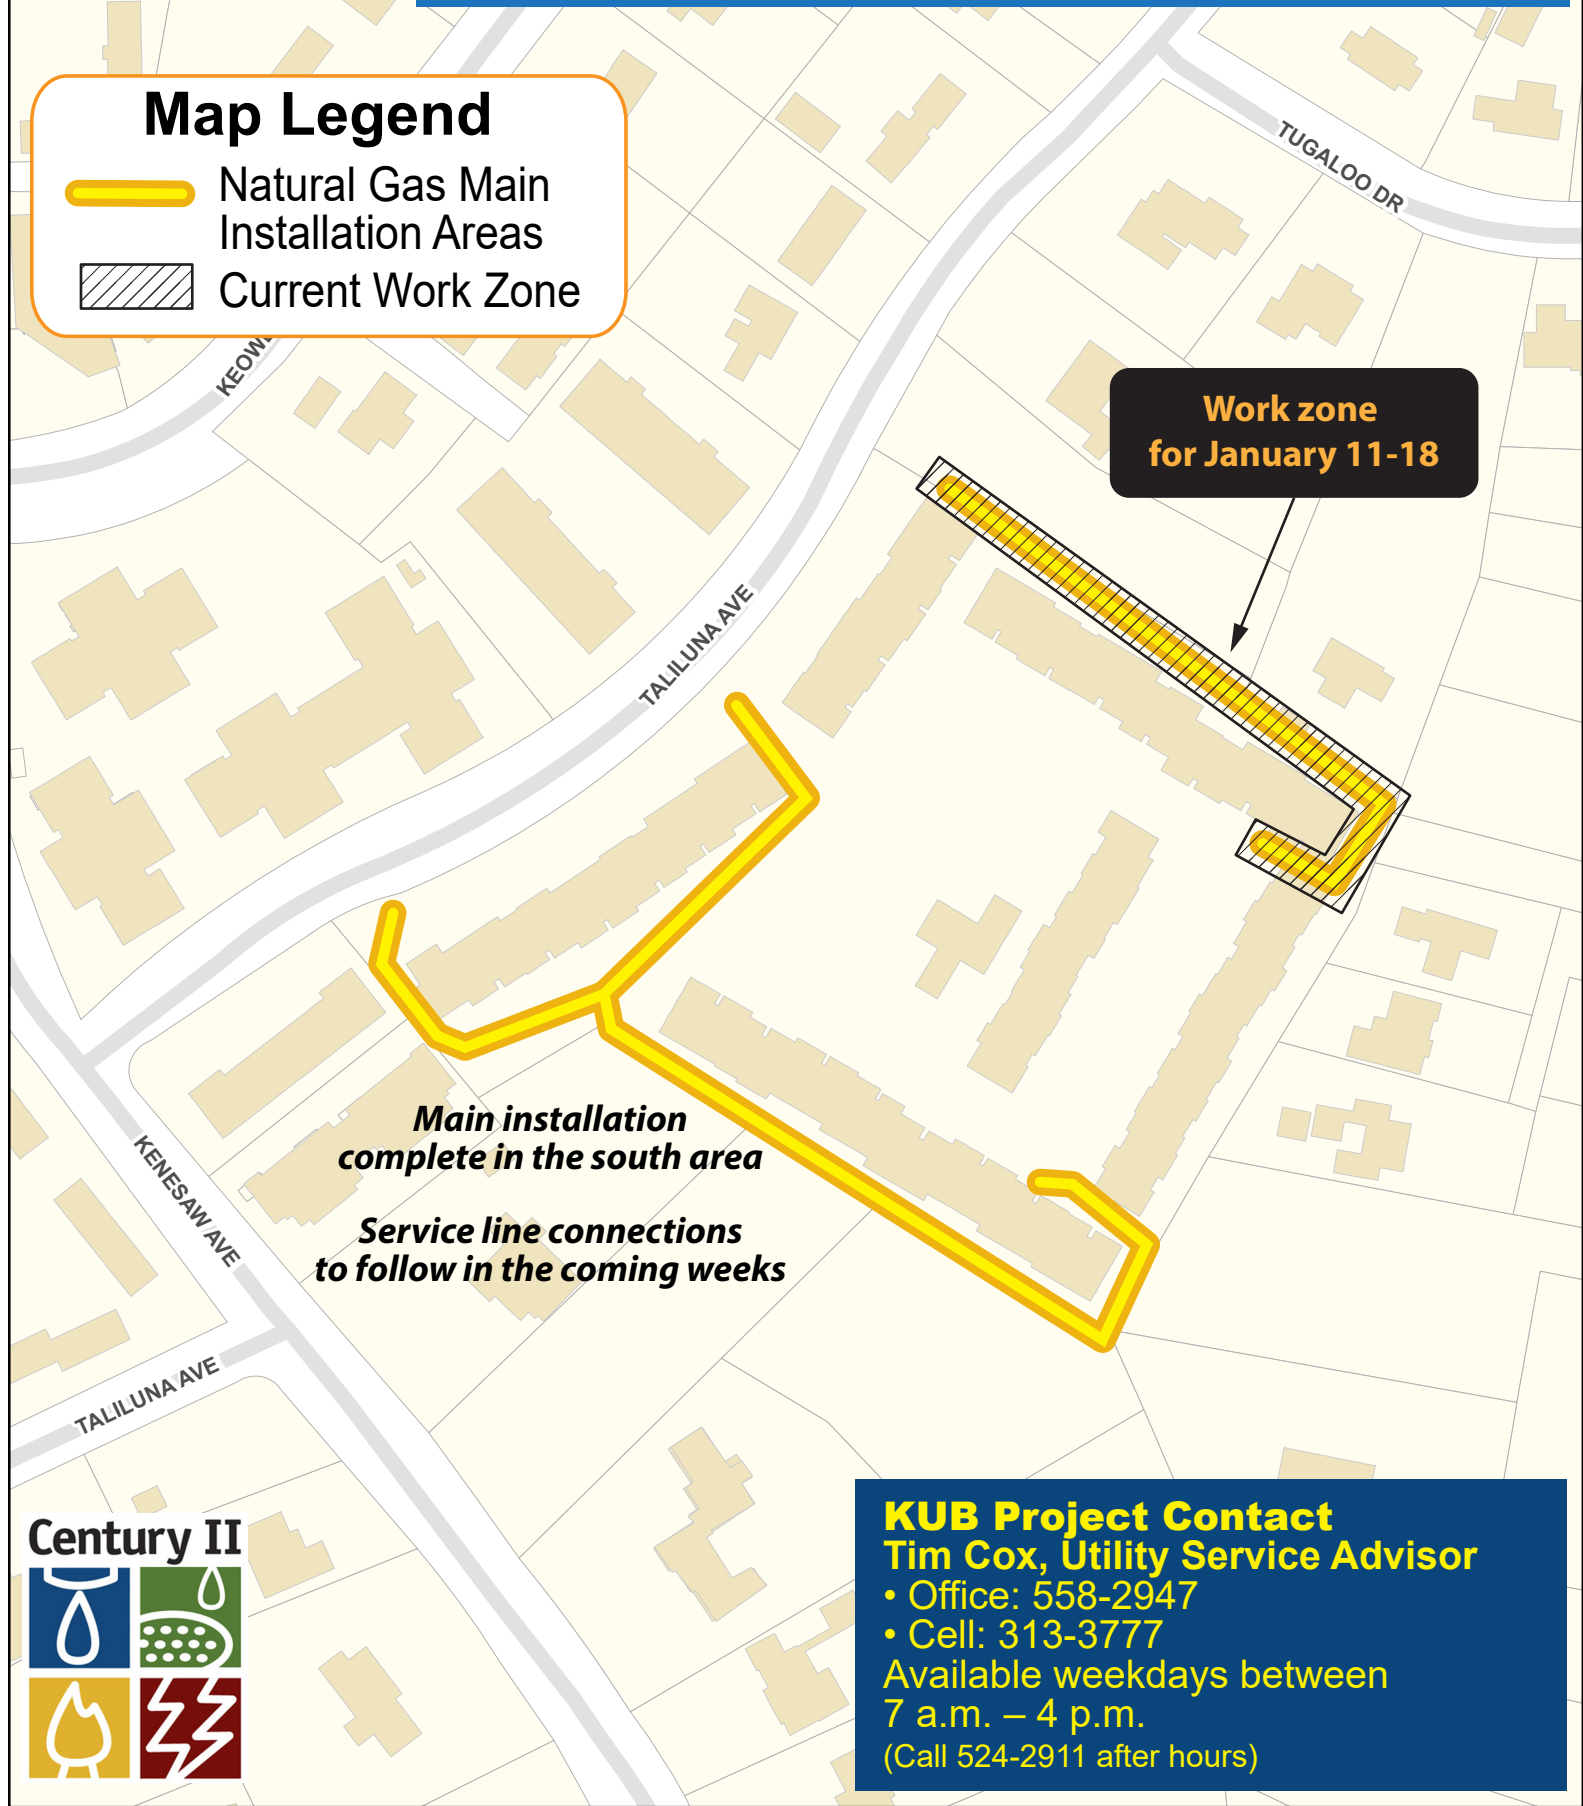 Map Legend
Natural Gas Main
Installation Areas
Current Work Zone
TUGALOO DR
Work zone
for January 11-18
TALILUNA AVE
Main installation
complete in the south area
Service line connections
to follow in the coming weeks
KENESAW AVE
TALILUNA AVE
Century II
KUB Project Contact
Tim Cox, Utility Service Advisor
• Office: 558-2947
• Cell: 313-3777
Available weekdays between
7 a.m. – 4 p.m.
(Call 524-2911 after hours)